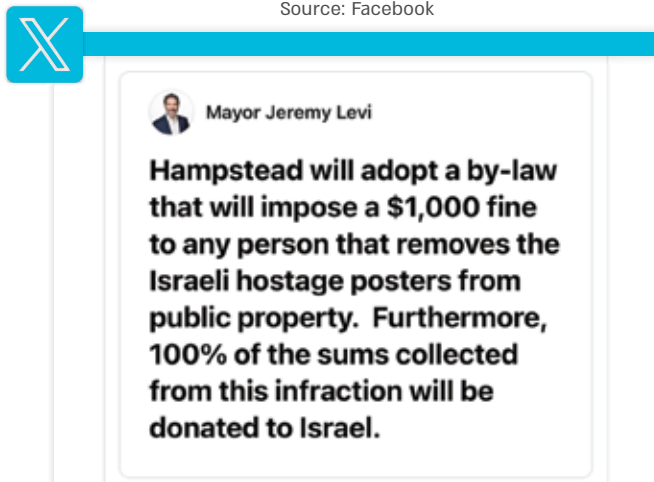 Source: Facebook
Mayor Jeremy Levi
Hampstead will adopt a by-law
that will impose a $1,000 fine
to any person that removes the
Israeli hostage posters from
public property.  Furthermore,
100% of the sums collected
from this infraction will be
donated to Israel.